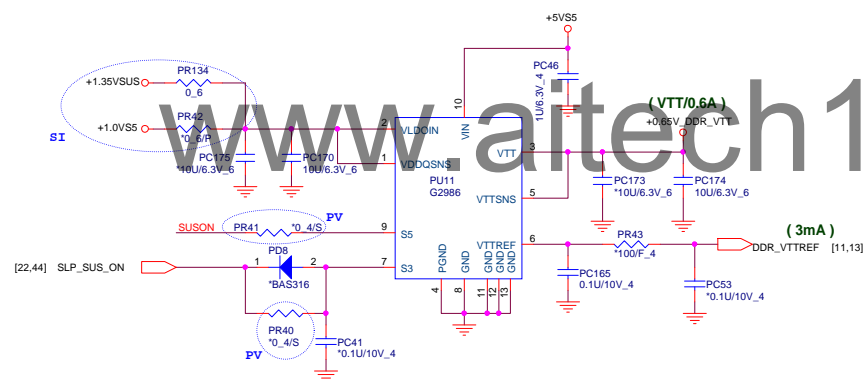 +5VS5
PC46
1U/6.3V_4
+1.35VSUS
PR134
0_6
+1.0VS5
PR42
*0_6/P
SI
PC175
*10U/6.3V_6
PC170
10U/6.3V_6
www.aitech1
( VTT/0.6A )
+0.65V_DDR_VTT
2
VLDOIN
1
VDDQSNS
10
VIN
PU11
G2986
VTT
3
VTTSNS
5
PC173
*10U/6.3V_6
PC174
10U/6.3V_6
SUSON
PR41
*0_4/S
PV
9
S5
VTTREF
6
PR43
*100/F_4
( 3mA )
DDR_VTTREF
[11,13]
[22,44]
SLP_SUS_ON
PD8
1
2
*BAS316
7
S3
PGND
GND
GND
GND
GND
4
8
11
12
13
PC165
0.1U/10V_4
PC53
*0.1U/10V_4
PR40
*0_4/S
PV
PC41
*0.1U/10V_4